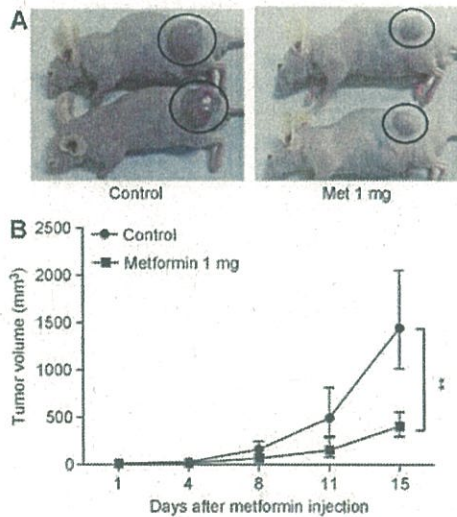 A
Control
Met 1 mg
B
2500
2000
1500
1000
500
0
Tumor volume (mm³)
Control
Metformin 1 mg
**
1 4 8 11 15
Days after metformin injection